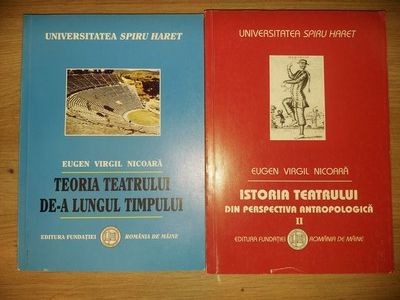 UNIVERSITATEA SPIRU HARET
EUGEN VIRGIL NICOARĂ
TEORIA TEATRULUI
DE-A LUNGUL TIMPULUI
EDITURA FUNDAȚIEI ROMÂNIA DE MÂINE
UNIVERSITATEA SPIRU HARET
EUGEN VIRGIL NICOARĂ
ISTORIA TEATRULUI
DIN PERSPECTIVA ANTROPOLOGICĂ
II
EDITURA FUNDAȚIEI ROMÂNIA DE MÂINE